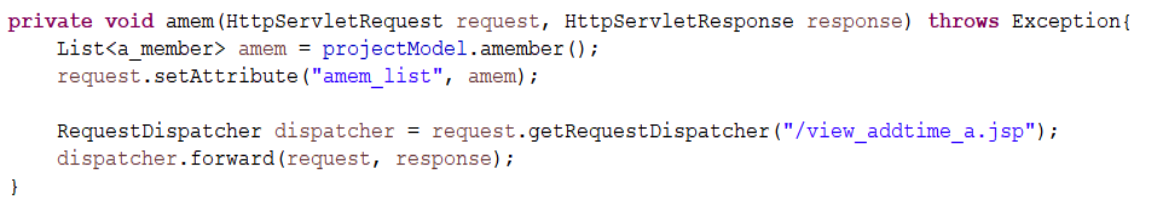 private void amem(HttpServletRequest request, HttpServletResponse response) throws Exception{
    List<a_member> amem = projectModel.amember();
    request.setAttribute("amem_list", amem);

    RequestDispatcher dispatcher = request.getRequestDispatcher("/view_addtime_a.jsp");
    dispatcher.forward(request, response);
}